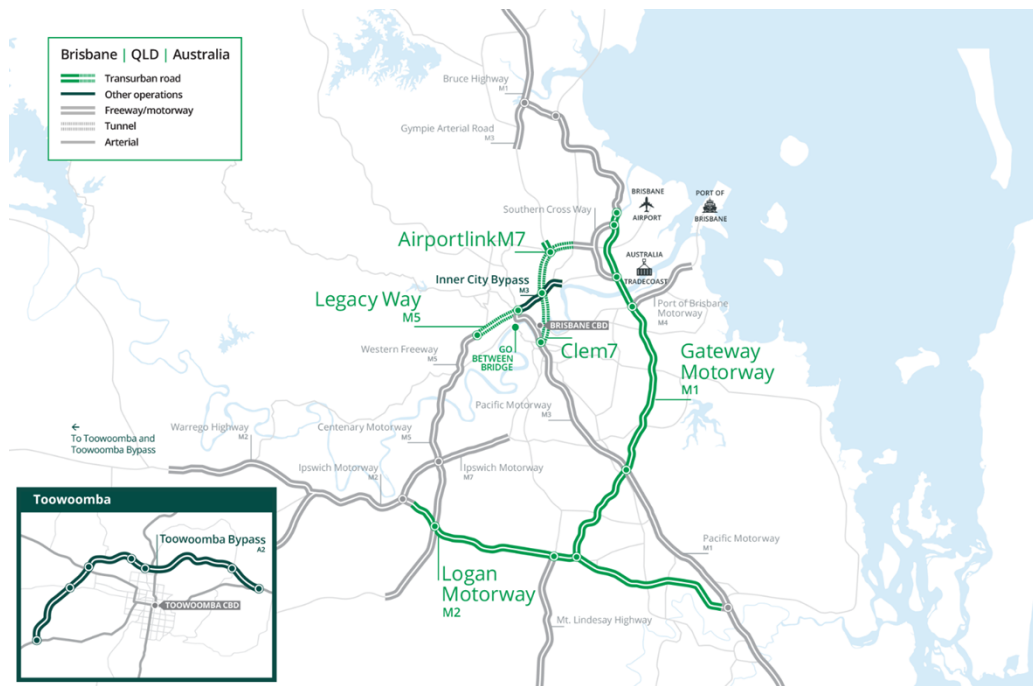 Brisbane | QLD | Australia
Transurban road
Other operations
Freeway/motorway
Tunnel
Arterial
Bruce Highway
M1
Gympie Arterial Road
M3
Southern Cross Way
BRISBANE
AIRPORT
PORT OF
BRISBANE
AirportlinkM7
AUSTRALIA
TRADECOAST
Inner City Bypass
M3
Legacy Way
M5
Port of Brisbane
Motorway
M4
BRISBANE CBD
Clem7
GO
BETWEEN
BRIDGE
Western Freeway
M5
Gateway
Motorway
M1
Pacific Motorway
M3
← To Toowoomba and
Toowoomba Bypass
Warrego Highway
M2
Centenary Motorway
M5
Ipswich Motorway
M2
Ipswich Motorway
M7
Pacific Motorway
M1
Logan
Motorway
M2
Mt. Lindesay Highway
Toowoomba
Toowoomba Bypass
A2
TOOWOOMBA CBD